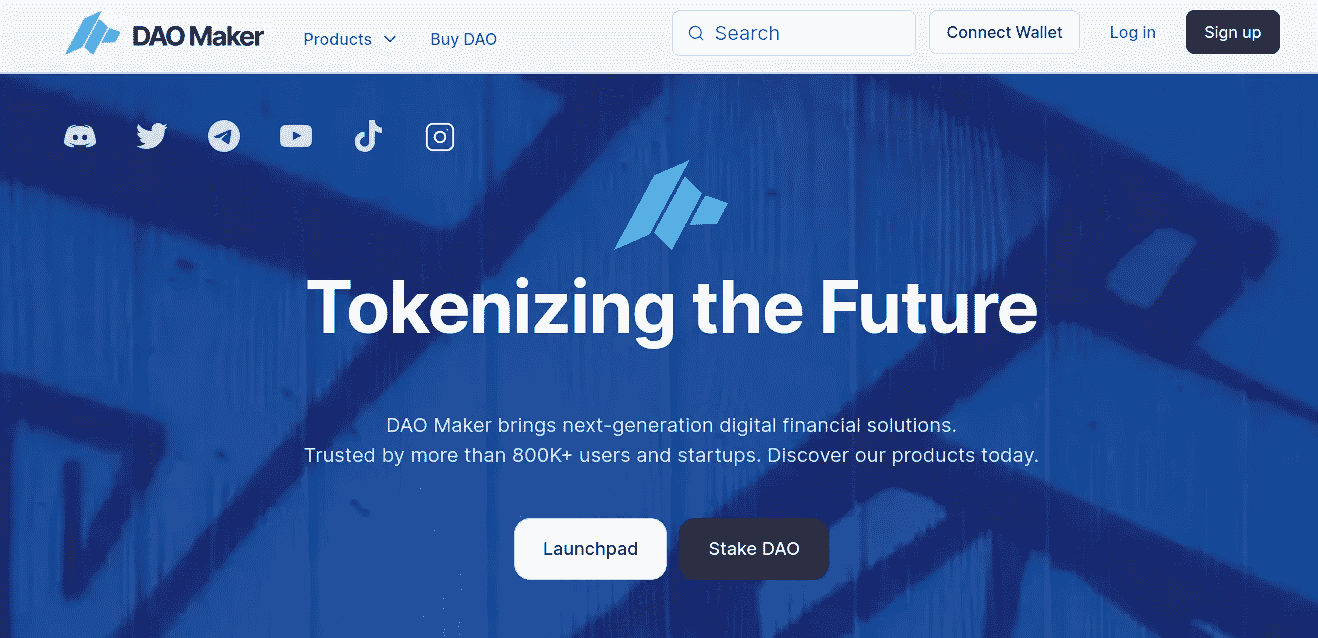 DAO Maker
Products
Buy DAO
Search
Connect Wallet
Log in
Sign up
Tokenizing the Future
DAO Maker brings next-generation digital financial solutions.
Trusted by more than 800K+ users and startups. Discover our products today.
Launchpad
Stake DAO